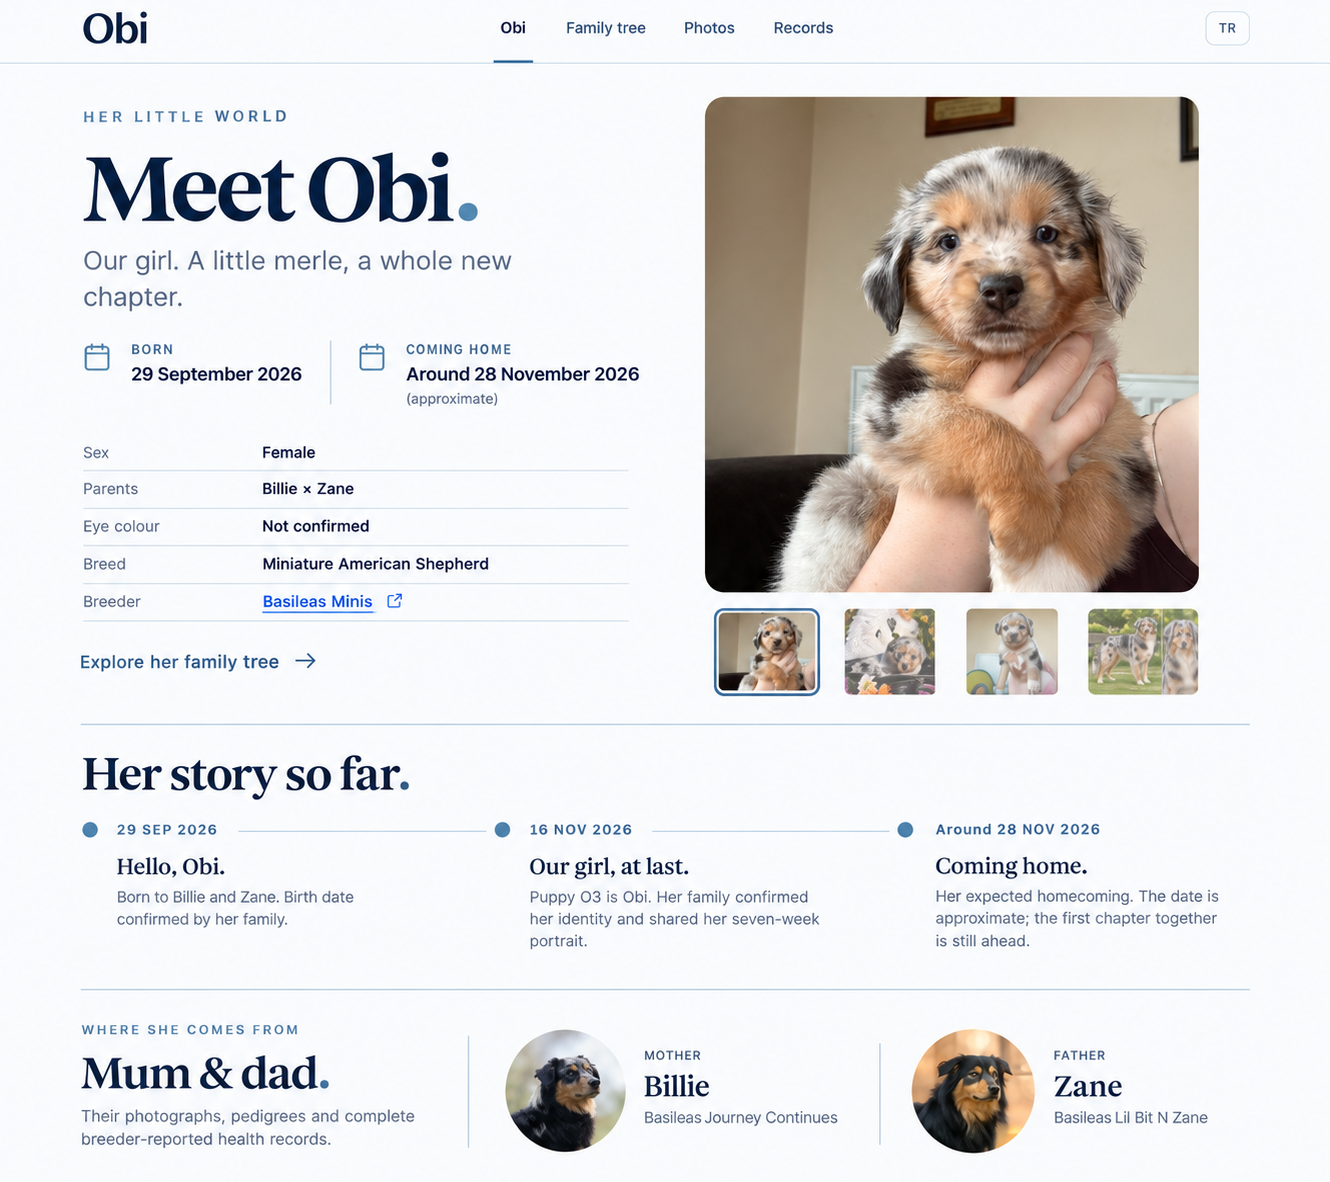 Obi
Obi
Family tree
Photos
Records
TR
HER LITTLE WORLD
Meet Obi.
Our girl. A little merle, a whole new
chapter.
BORN
29 September 2026
COMING HOME
Around 28 November 2026
(approximate)
Sex Female
Parents Billie × Zane
Eye colour Not confirmed
Breed Miniature American Shepherd
Breeder Basileas Minis
Explore her family tree →
Her story so far.
29 SEP 2026
Hello, Obi.
Born to Billie and Zane. Birth date
confirmed by her family.
16 NOV 2026
Our girl, at last.
Puppy O3 is Obi. Her family confirmed
her identity and shared her seven-week
portrait.
Around 28 NOV 2026
Coming home.
Her expected homecoming. The date is
approximate; the first chapter together
is still ahead.
WHERE SHE COMES FROM
Mum & dad.
Their photographs, pedigrees and complete
breeder-reported health records.
MOTHER
Billie
Basileas Journey Continues
FATHER
Zane
Basileas Lil Bit N Zane